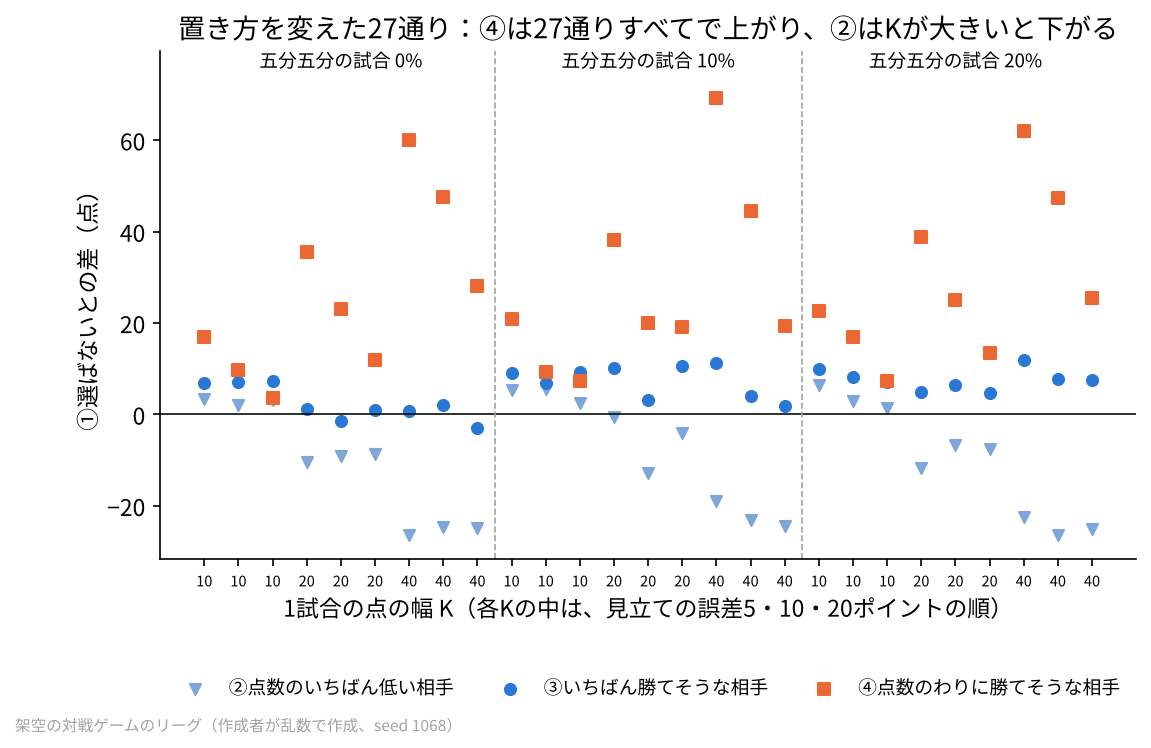 置き方を変えた27通り：④は27通りすべてで上がり、②はKが大きいと下がる
五分五分の試合 0% 五分五分の試合 10% 五分五分の試合 20%
①選ばないとの差（点）
60
40
20
0
−20
10 10 10 20 20 20 40 40 40 10 10 10 20 20 20 40 40 40 10 10 10 20 20 20 40 40 40
1試合の点の幅 K（各Kの中は、見立ての誤差5・10・20ポイントの順）
②点数のいちばん低い相手 ③いちばん勝てそうな相手 ④点数のわりに勝てそうな相手
架空の対戦ゲームのリーグ（作成者が乱数で作成、seed 1068）